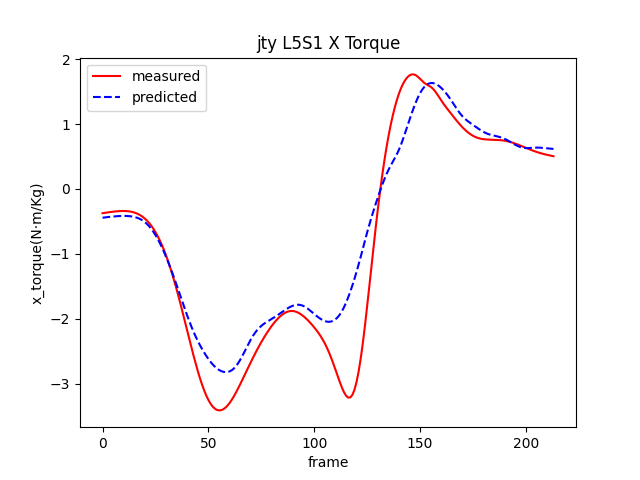 jty L5S1 X Torque
measured
predicted
x_torque(N·m/Kg)
2
1
0
−1
−2
−3
0 50 100 150 200
frame